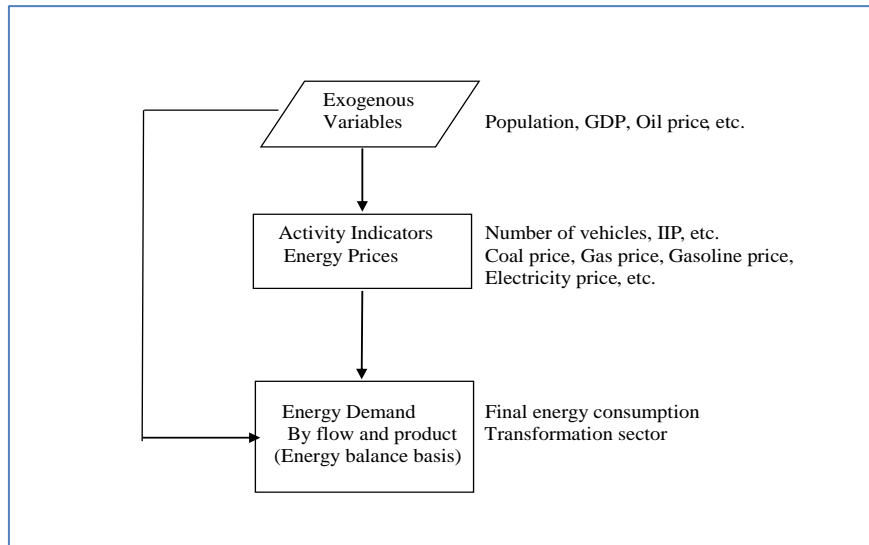 Exogenous
Variables
Population, GDP, Oil price, etc.
Activity Indicators
Energy Prices
Number of vehicles, IIP, etc.
Coal price, Gas price, Gasoline price,
Electricity price, etc.
Energy Demand
By flow and product
(Energy balance basis)
Final energy consumption
Transformation sector